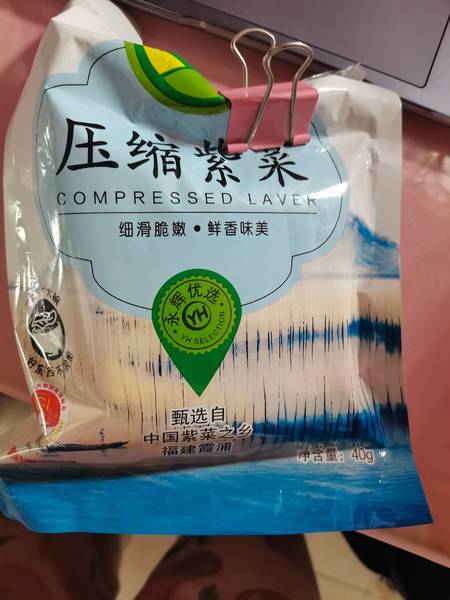 压缩紫菜
COMPRESSED LAVER
细滑脆嫩•鲜香味美
永辉优选
YH
YH SELECTION
甄选自
中国紫菜之乡
福建霞浦
净含量：40g